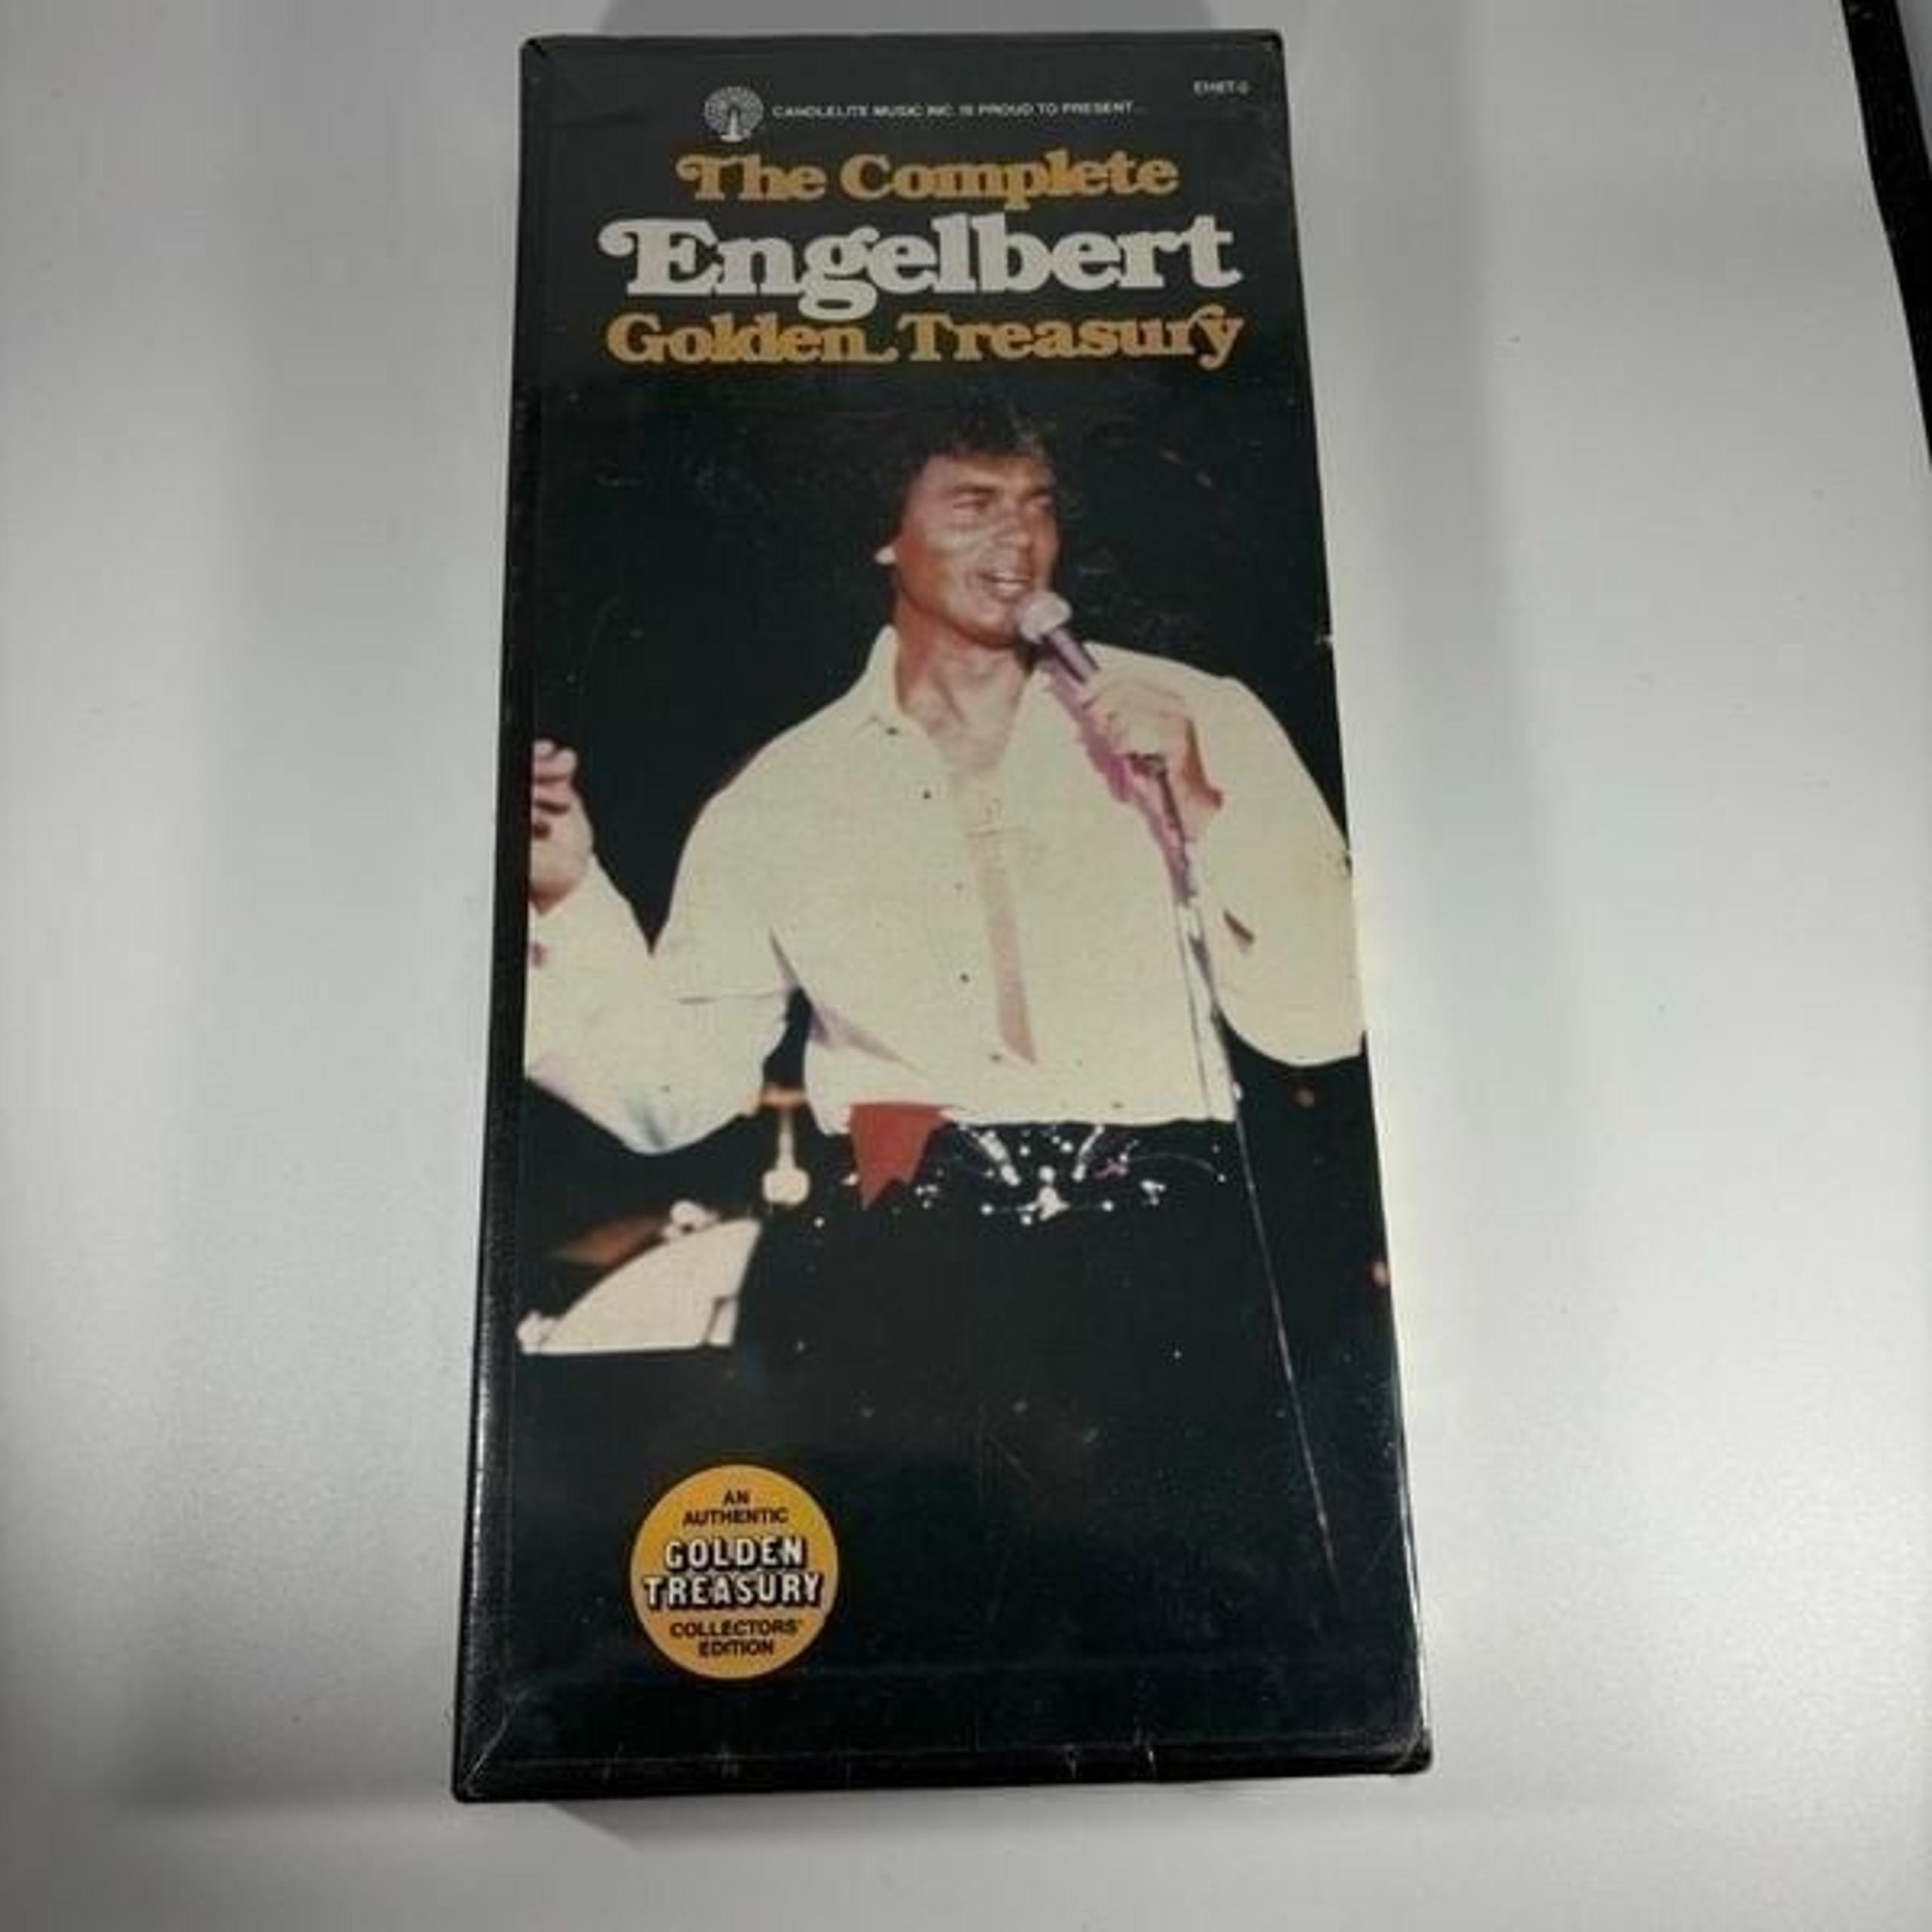 CANDLELITE MUSIC INC. IS PROUD TO PRESENT...
The Complete
Engelbert
Golden Treasury
AN
AUTHENTIC
GOLDEN
TREASURY
COLLECTORS'
EDITION